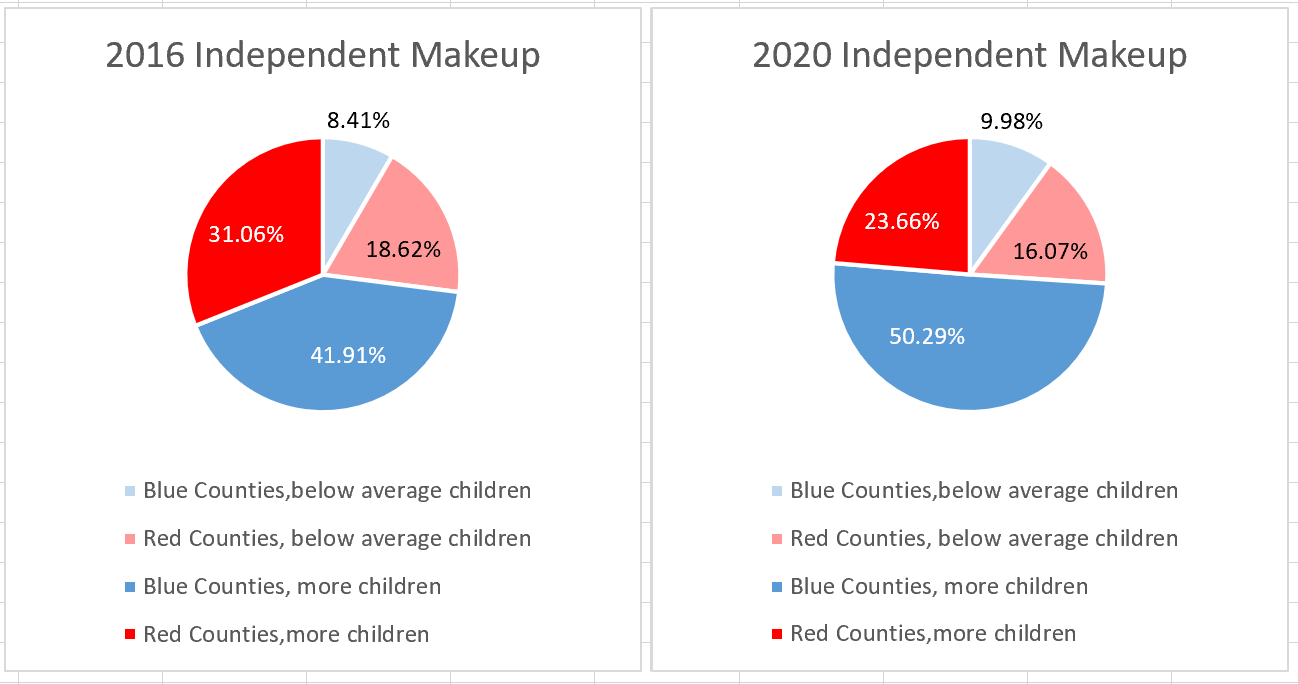 2016 Independent Makeup
8.41%
31.06%
18.62%
41.91%
Blue Counties,below average children
Red Counties, below average children
Blue Counties, more children
Red Counties,more children
2020 Independent Makeup
9.98%
23.66%
16.07%
50.29%
Blue Counties,below average children
Red Counties, below average children
Blue Counties, more children
Red Counties,more children